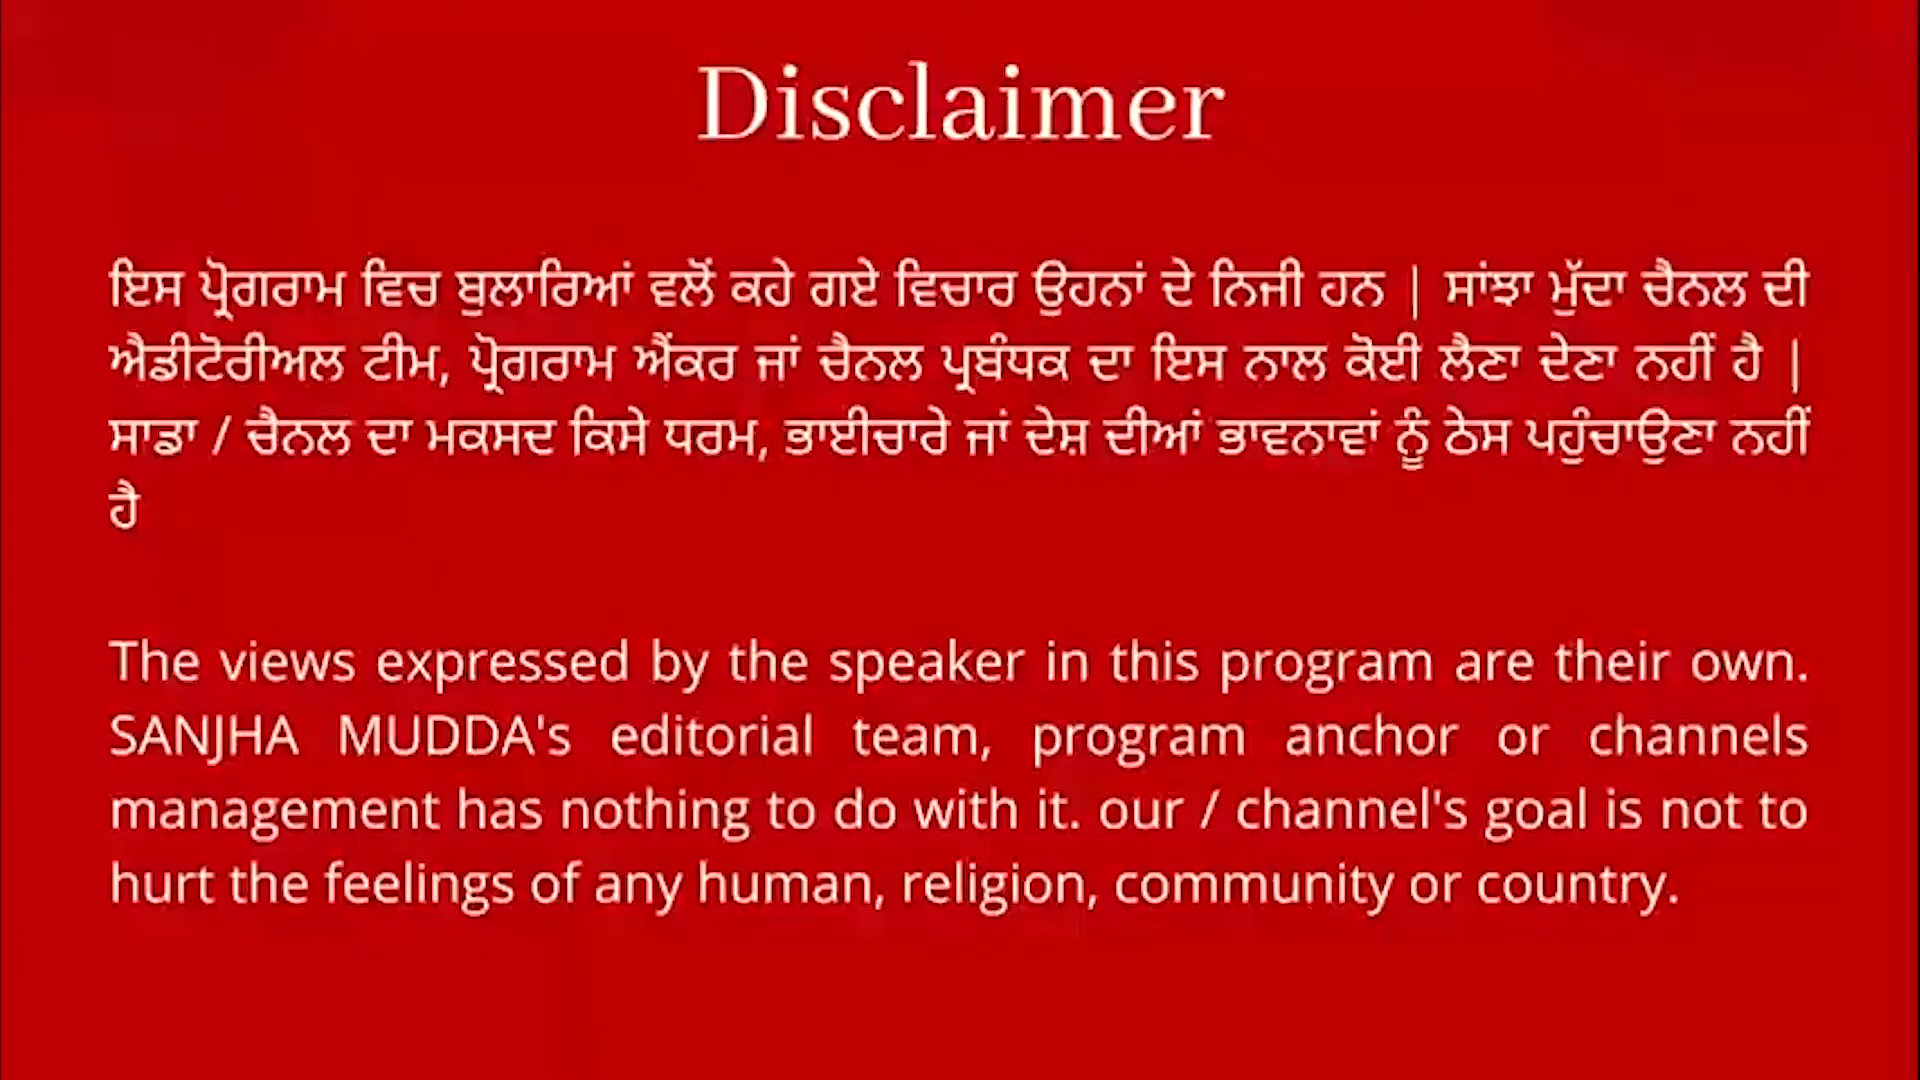 Disclaimer
ਇਸ ਪ੍ਰੋਗਰਾਮ ਵਿਚ ਬੁਲਾਰਿਆਂ ਵਲੋਂ ਕਹੇ ਗਏ ਵਿਚਾਰ ਉਹਨਾਂ ਦੇ ਨਿਜੀ ਹਨ | ਸਾਂਝਾ ਮੁੱਦਾ ਚੈਨਲ ਦੀ
ਐਡੀਟੋਰੀਅਲ ਟੀਮ, ਪ੍ਰੋਗਰਾਮ ਐਂਕਰ ਜਾਂ ਚੈਨਲ ਪ੍ਰਬੰਧਕ ਦਾ ਇਸ ਨਾਲ ਕੋਈ ਲੈਣਾ ਦੇਣਾ ਨਹੀਂ ਹੈ |
ਸਾਡਾ / ਚੈਨਲ ਦਾ ਮਕਸਦ ਕਿਸੇ ਧਰਮ, ਭਾਈਚਾਰੇ ਜਾਂ ਦੇਸ਼ ਦੀਆਂ ਭਾਵਨਾਵਾਂ ਨੂੰ ਠੇਸ ਪਹੁੰਚਾਉਣਾ ਨਹੀਂ
ਹੈ
The views expressed by the speaker in this program are their own.
SANJHA MUDDA's editorial team, program anchor or channels
management has nothing to do with it. our / channel's goal is not to
hurt the feelings of any human, religion, community or country.